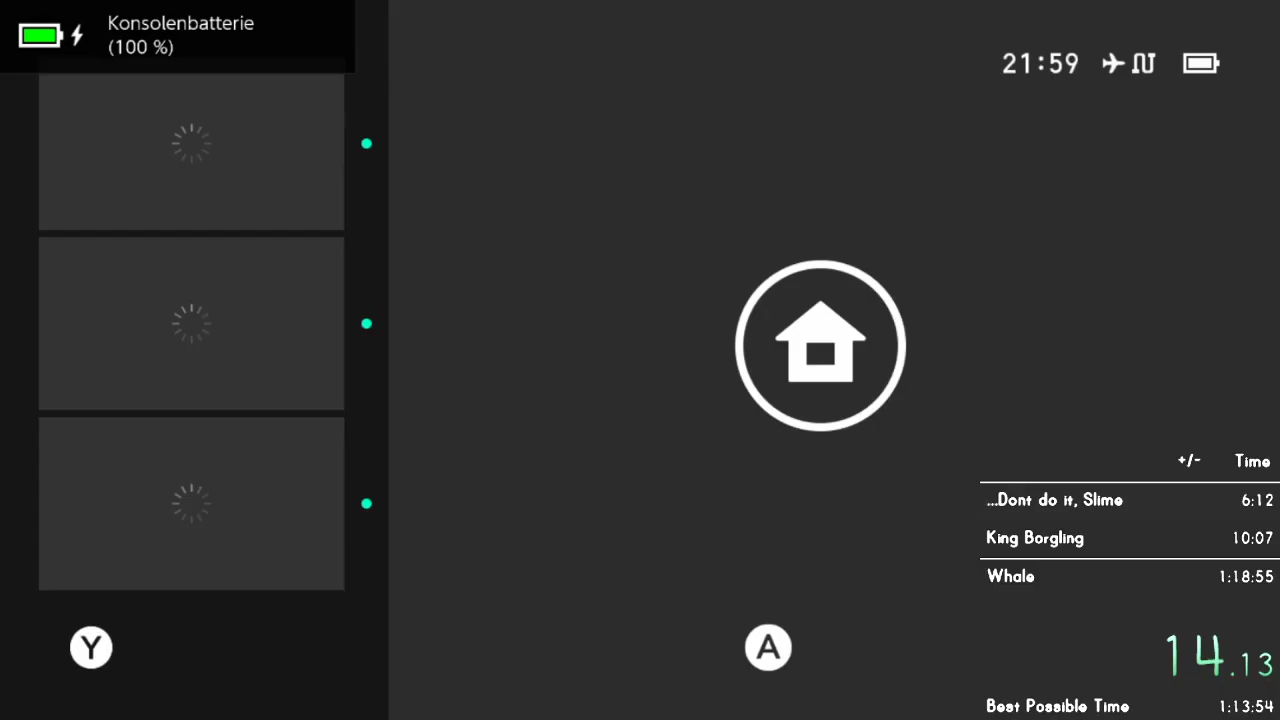 Konsolenbatterie
(100 %)
21:59
+/- Time
...Dont do it, Slime 6:12
King Borgling 10:07
Whale 1:18:55
14.13
Best Possible Time 1:13:54
Y
A